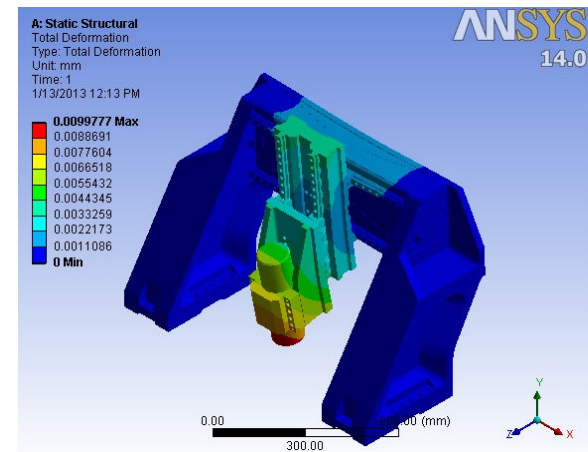 A: Static Structural
Total Deformation
Type: Total Deformation
Unit: mm
Time: 1
1/13/2013 12:13 PM
ANSYS
14.0
0.0099777 Max
0.0088691
0.0077604
0.0066518
0.0055432
0.0044345
0.0033259
0.0022173
0.0011086
0 Min
0.00
(mm)
300.00
Y
Z
X